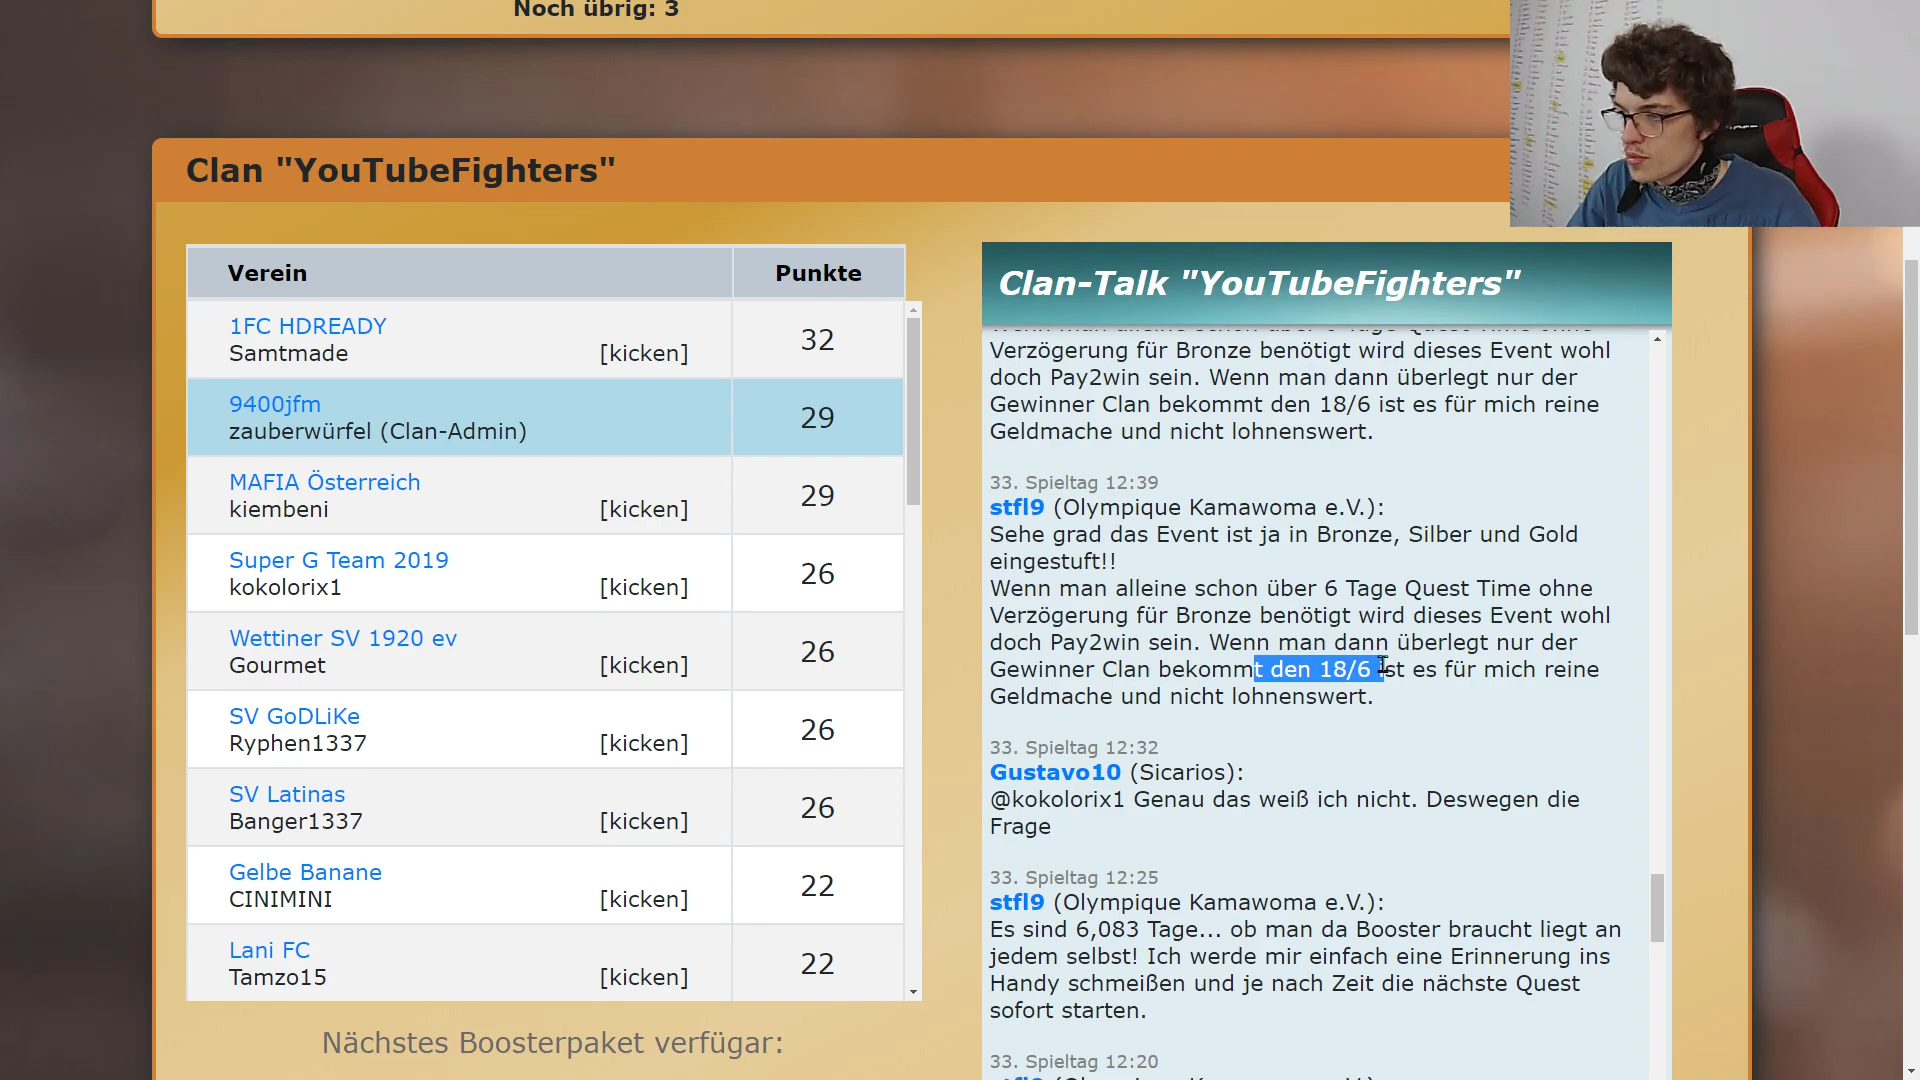 Noch übrig: 3
Clan "YouTubeFighters"
Verein
Punkte
1FC HDREADY
Samtmade
[kicken]
32
9400jfm
zauberwürfel (Clan-Admin)
29
MAFIA Österreich
kiembeni
[kicken]
29
Super G Team 2019
kokolorix1
[kicken]
26
Wettiner SV 1920 ev
Gourmet
[kicken]
26
SV GoDLiKe
Ryphen1337
[kicken]
26
SV Latinas
Banger1337
[kicken]
26
Gelbe Banane
CINIMINI
[kicken]
22
Lani FC
Tamzo15
[kicken]
22
Nächstes Boosterpaket verfügar:
Clan-Talk "YouTubeFighters"
Wenn man alleine schon über 6 Tage Quest Time ohne
Verzögerung für Bronze benötigt wird dieses Event wohl
doch Pay2win sein. Wenn man dann überlegt nur der
Gewinner Clan bekommt den 18/6 ist es für mich reine
Geldmache und nicht lohnenswert.
33. Spieltag 12:39
stfl9 (Olympique Kamawoma e.V.):
Sehe grad das Event ist ja in Bronze, Silber und Gold
eingestuft!!
Wenn man alleine schon über 6 Tage Quest Time ohne
Verzögerung für Bronze benötigt wird dieses Event wohl
doch Pay2win sein. Wenn man dann überlegt nur der
Gewinner Clan bekommt den 18/6 ist es für mich reine
Geldmache und nicht lohnenswert.
33. Spieltag 12:32
Gustavo10 (Sicarios):
@kokolorix1 Genau das weiß ich nicht. Deswegen die
Frage
33. Spieltag 12:25
stfl9 (Olympique Kamawoma e.V.):
Es sind 6,083 Tage... ob man da Booster braucht liegt an
jedem selbst! Ich werde mir einfach eine Erinnerung ins
Handy schmeißen und je nach Zeit die nächste Quest
sofort starten.
33. Spieltag 12:20